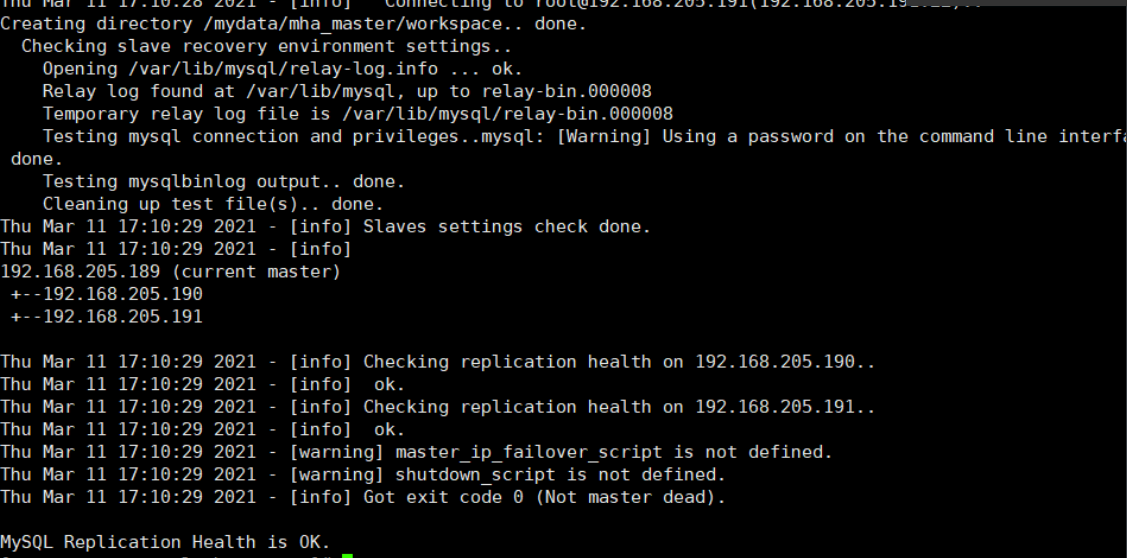 Thu Mar 11 17:10:28 2021 - [info]   Connecting to root@192.168.205.191(192.168.205.19
Creating directory /mydata/mha_master/workspace.. done.
  Checking slave recovery environment settings..
    Opening /var/lib/mysql/relay-log.info ... ok.
    Relay log found at /var/lib/mysql, up to relay-bin.000008
    Temporary relay log file is /var/lib/mysql/relay-bin.000008
    Testing mysql connection and privileges..mysql: [Warning] Using a password on the command line interfa
 done.
    Testing mysqlbinlog output.. done.
    Cleaning up test file(s).. done.
Thu Mar 11 17:10:29 2021 - [info] Slaves settings check done.
Thu Mar 11 17:10:29 2021 - [info]
192.168.205.189 (current master)
 +--192.168.205.190
 +--192.168.205.191
Thu Mar 11 17:10:29 2021 - [info] Checking replication health on 192.168.205.190..
Thu Mar 11 17:10:29 2021 - [info]  ok.
Thu Mar 11 17:10:29 2021 - [info] Checking replication health on 192.168.205.191..
Thu Mar 11 17:10:29 2021 - [info]  ok.
Thu Mar 11 17:10:29 2021 - [warning] master_ip_failover_script is not defined.
Thu Mar 11 17:10:29 2021 - [warning] shutdown_script is not defined.
Thu Mar 11 17:10:29 2021 - [info] Got exit code 0 (Not master dead).
MySQL Replication Health is OK.